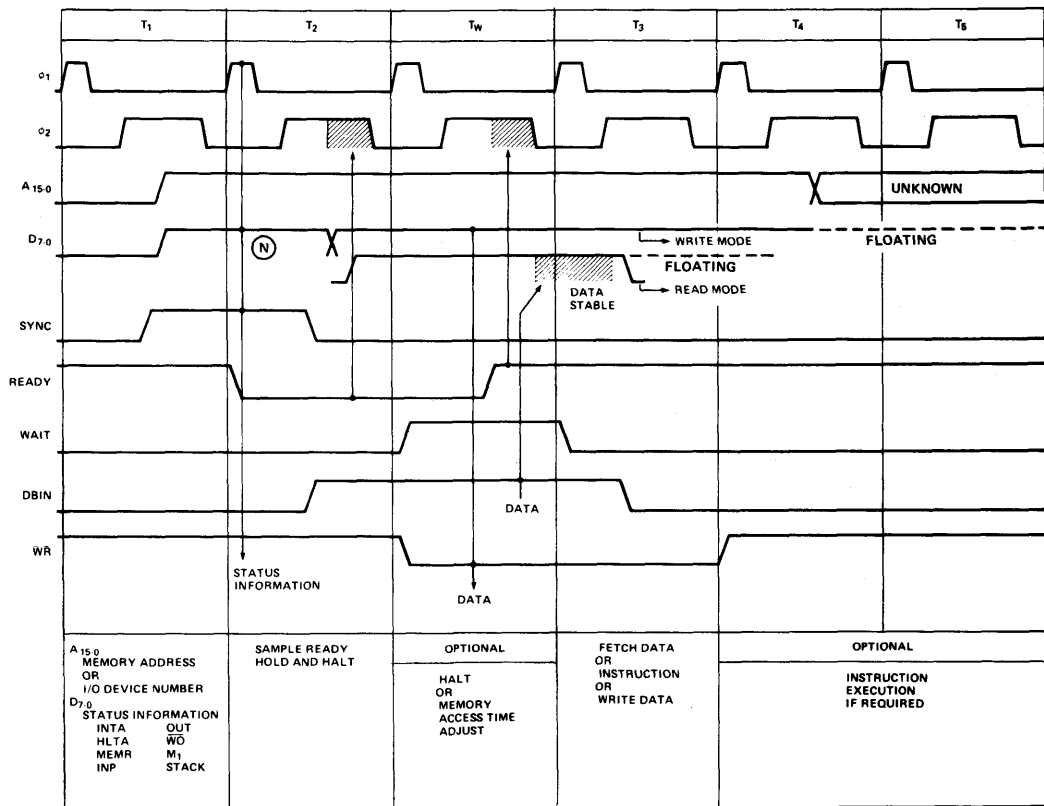 T1 T2 TW T3 T4 T5
φ1
φ2
A15-0
UNKNOWN
D7-0
N
WRITE MODE
FLOATING
FLOATING
DATA
STABLE
READ MODE
SYNC
READY
WAIT
DBIN
DATA
WR
STATUS
INFORMATION
DATA
A15-0
MEMORY ADDRESS
OR
I/O DEVICE NUMBER
D7-0
STATUS INFORMATION
INTA OUT
HLTA W̅O̅
MEMR M1
INP STACK
SAMPLE READY
HOLD AND HALT
OPTIONAL
HALT
OR
MEMORY
ACCESS TIME
ADJUST
FETCH DATA
OR
INSTRUCTION
OR
WRITE DATA
OPTIONAL
INSTRUCTION
EXECUTION
IF REQUIRED